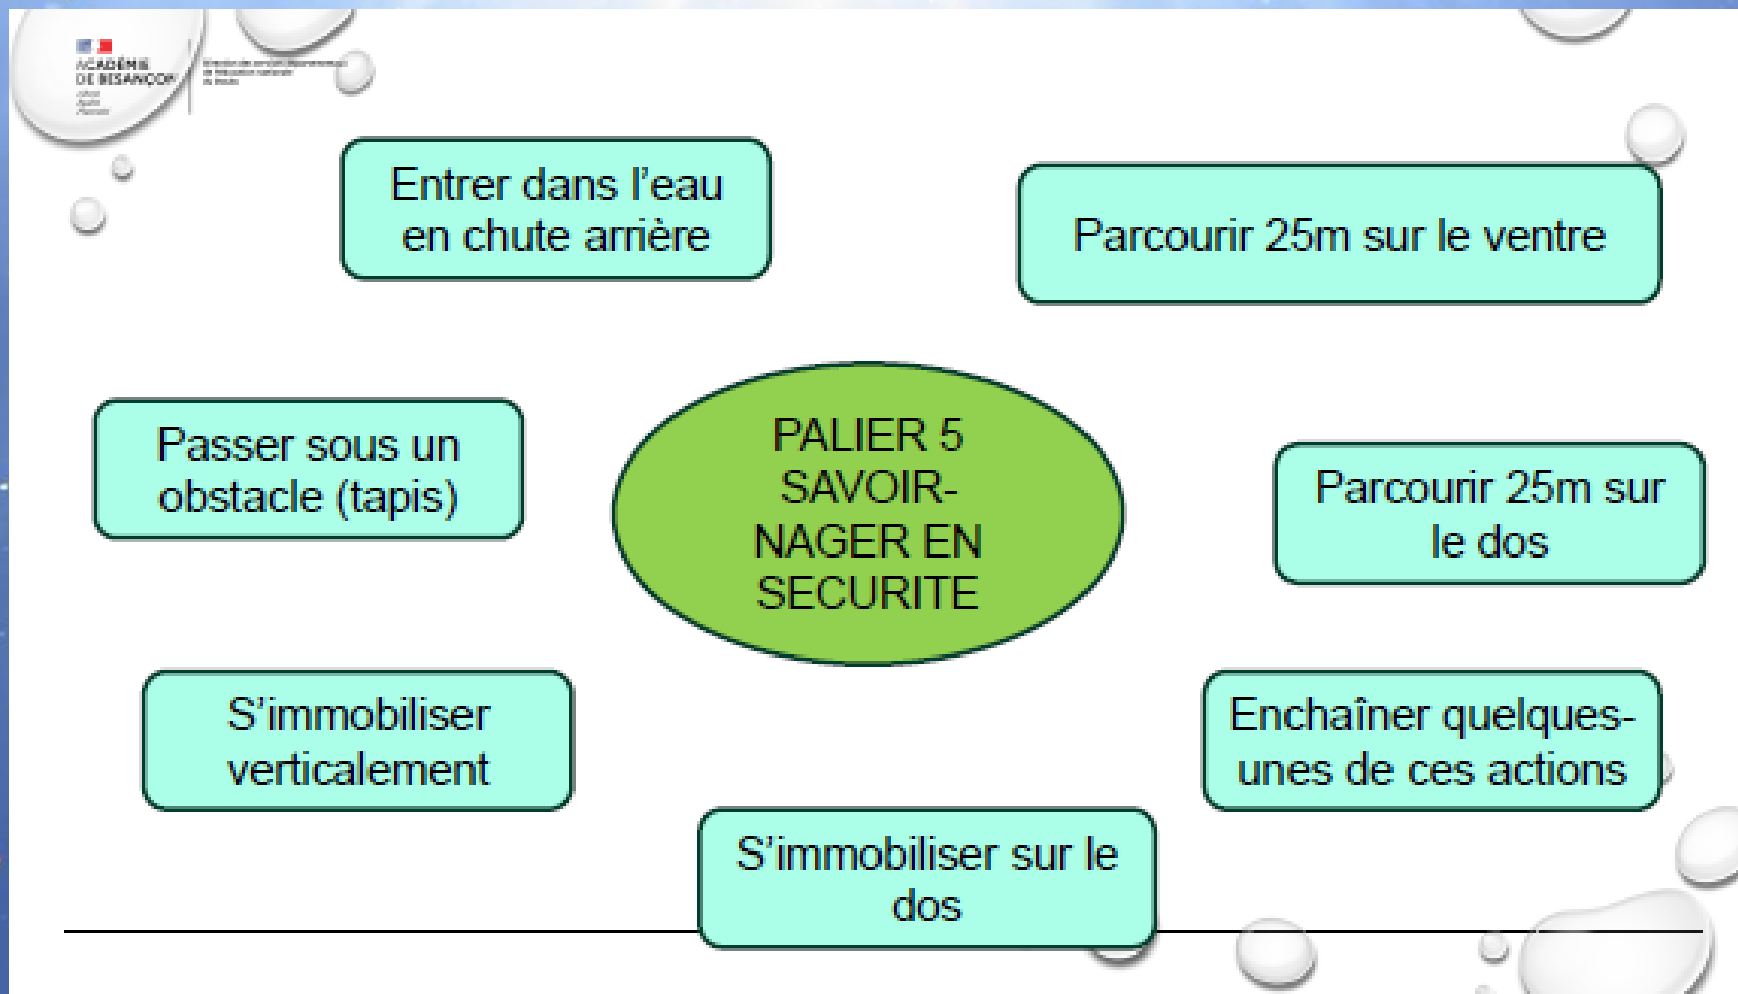 ACADÉMIE
DE BESANÇON
Entrer dans l'eau
en chute arrière
Parcourir 25m sur le ventre
Passer sous un
obstacle (tapis)
PALIER 5
SAVOIR-
NAGER EN
SECURITE
Parcourir 25m sur
le dos
S'immobiliser
verticalement
Enchaîner quelques-
unes de ces actions
S'immobiliser sur le
dos